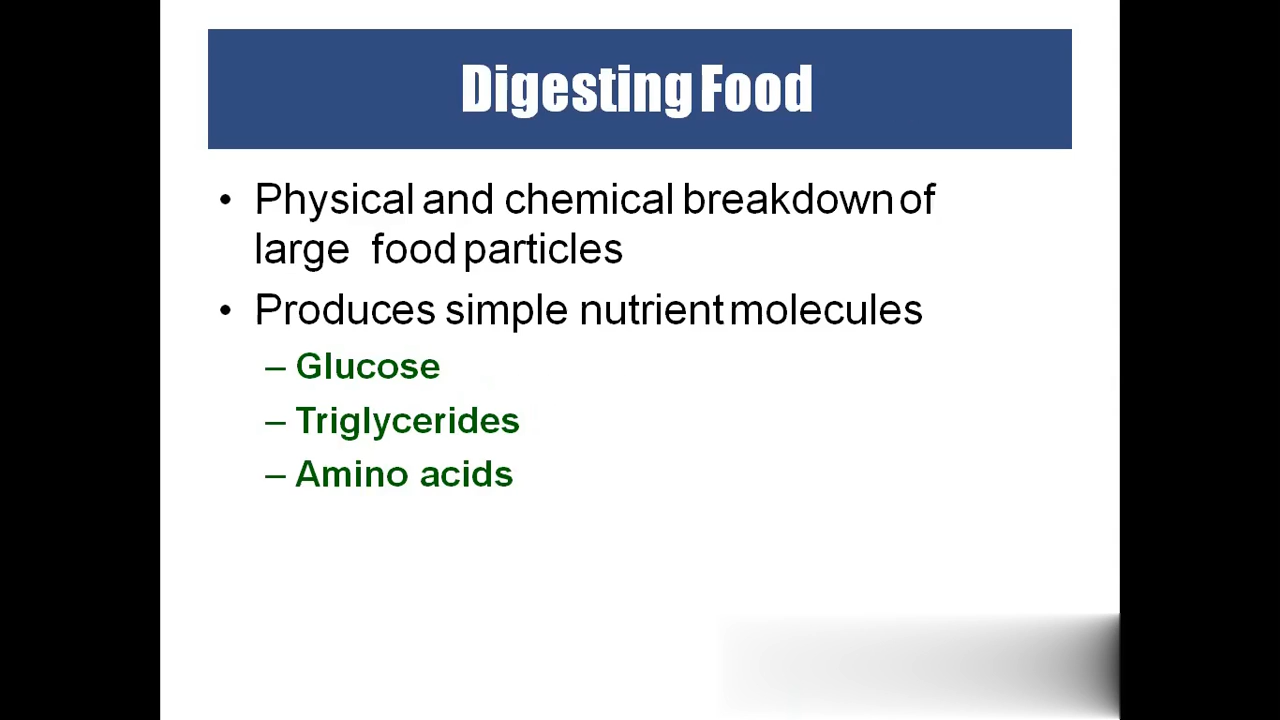 Digesting Food
• Physical and chemical breakdown of
large food particles
• Produces simple nutrient molecules
– Glucose
– Triglycerides
– Amino acids